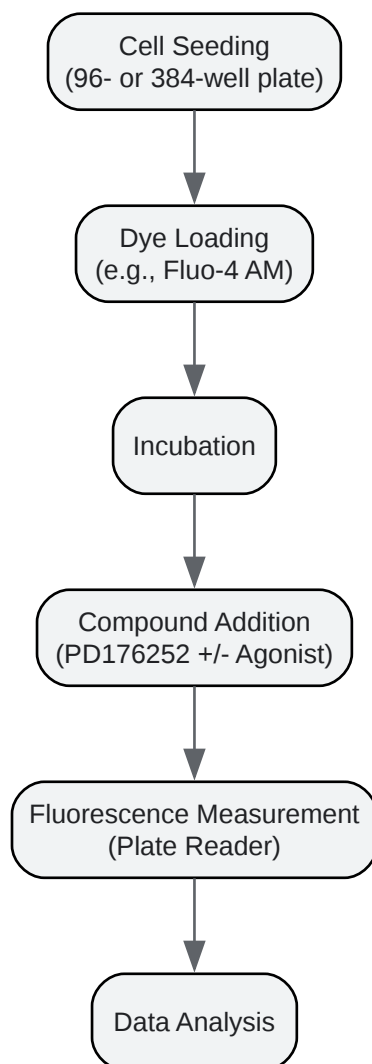 Cell Seeding
(96- or 384-well plate)
Dye Loading
(e.g., Fluo-4 AM)
Incubation
Compound Addition
(PD176252 +/- Agonist)
Fluorescence Measurement
(Plate Reader)
Data Analysis